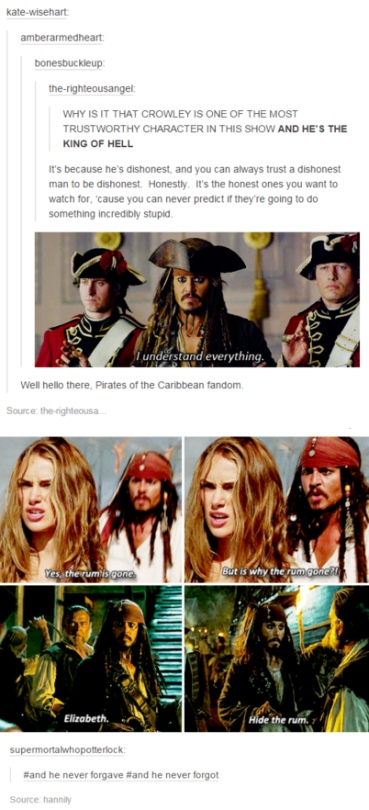 kate-wisehart:
amberarmedheart:
bonesbuckleup:
the-righteousangel:
WHY IS IT THAT CROWLEY IS ONE OF THE MOST
TRUSTWORTHY CHARACTER IN THIS SHOW AND HE'S THE
KING OF HELL
It's because he's dishonest, and you can always trust a dishonest
man to be dishonest. Honestly. It's the honest ones you want to
watch for, 'cause you can never predict if they're going to do
something incredibly stupid.
I understand everything.
Well hello there, Pirates of the Caribbean fandom.
Source: the-righteousa...
Yes, the rum is gone.
But is why the rum gone?!
Elizabeth.
Hide the rum.
supermortalwhopotterlock:
#and he never forgave #and he never forgot
Source: hannily